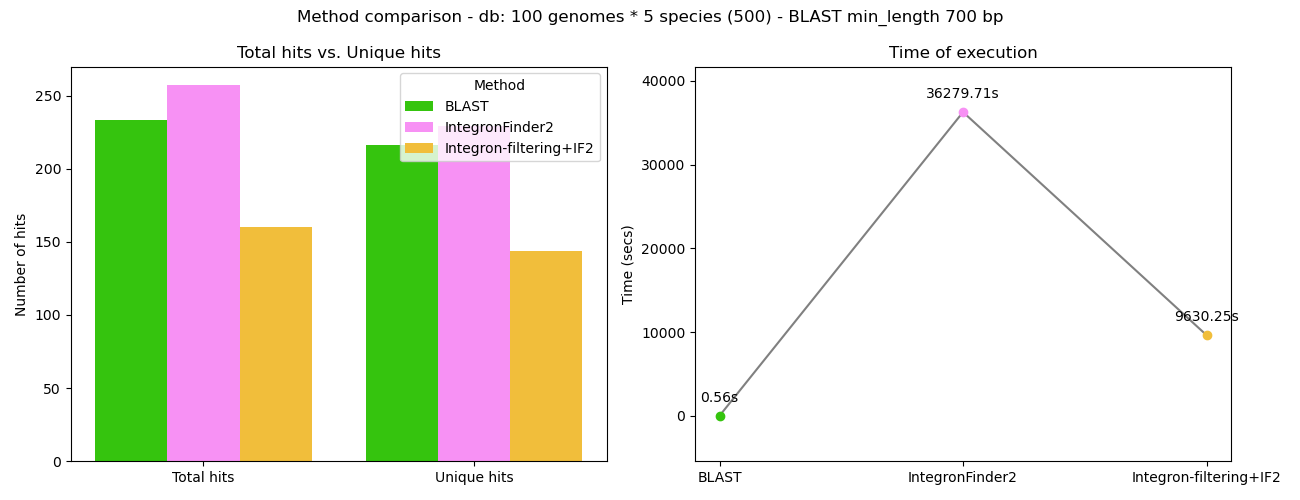 Method comparison - db: 100 genomes * 5 species (500) - BLAST min_length 700 bp
Total hits vs. Unique hits
Number of hits
250
200
150
100
50
0
Total hits
Unique hits
Method
BLAST
IntegronFinder2
Integron-filtering+IF2
Time of execution
Time (secs)
40000
30000
20000
10000
0
0.56s
36279.71s
9630.25s
BLAST
IntegronFinder2
Integron-filtering+IF2